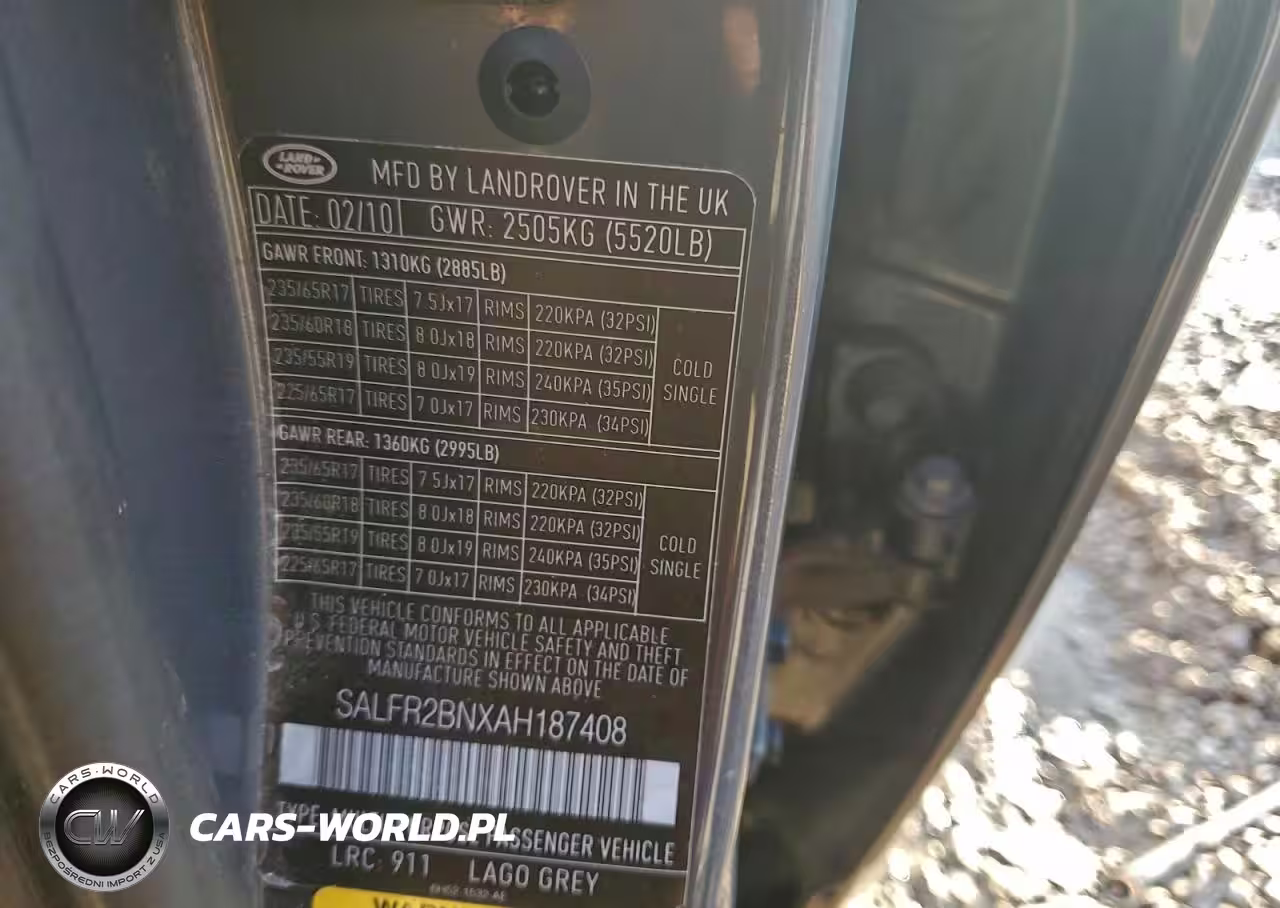 LAND ROVER
MFD BY LANDROVER IN THE UK
DATE: 02/10 GWR: 2505KG (5520LB)
GAWR FRONT: 1310KG (2885LB)
235/65R17 TIRES 7.5Jx17 RIMS 220KPA (32PSI)
235/60R18 TIRES 8.0Jx18 RIMS 220KPA (32PSI)
235/55R19 TIRES 8.0Jx19 RIMS 240KPA (35PSI)
225/65R17 TIRES 7.0Jx17 RIMS 230KPA (34PSI)
COLD
SINGLE
GAWR REAR: 1360KG (2995LB)
235/65R17 TIRES 7.5Jx17 RIMS 220KPA (32PSI)
235/60R18 TIRES 8.0Jx18 RIMS 220KPA (32PSI)
235/55R19 TIRES 8.0Jx19 RIMS 240KPA (35PSI)
225/65R17 TIRES 7.0Jx17 RIMS 230KPA (34PSI)
COLD
SINGLE
THIS VEHICLE CONFORMS TO ALL APPLICABLE
U.S. FEDERAL MOTOR VEHICLE SAFETY AND THEFT
PREVENTION STANDARDS IN EFFECT ON THE DATE OF
MANUFACTURE SHOWN ABOVE
SALFR2BNXAH187408
TYPE: PASSENGER VEHICLE
LRC: 911 LAGO GREY
CARS-WORLD
CW
BEZPOŚREDNI IMPORT Z USA
CARS-WORLD.PL